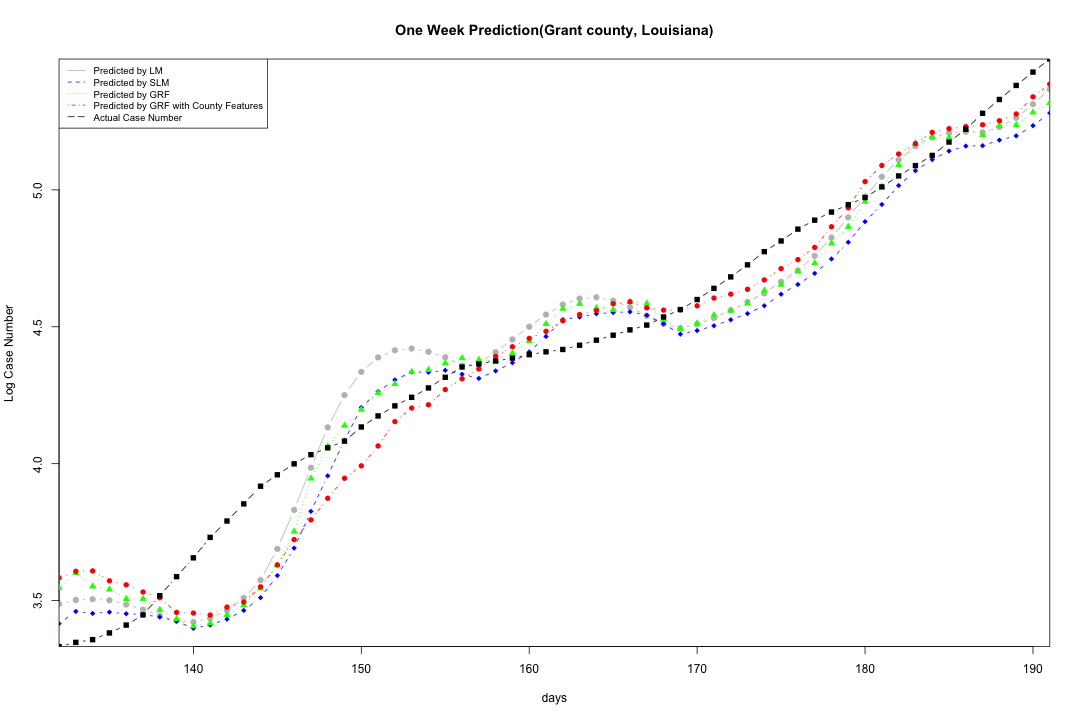 One Week Prediction(Grant county, Louisiana)
Predicted by LM
Predicted by SLM
Predicted by GRF
Predicted by GRF with County Features
Actual Case Number
Log Case Number
5.0
4.5
4.0
3.5
140 150 160 170 180 190
days